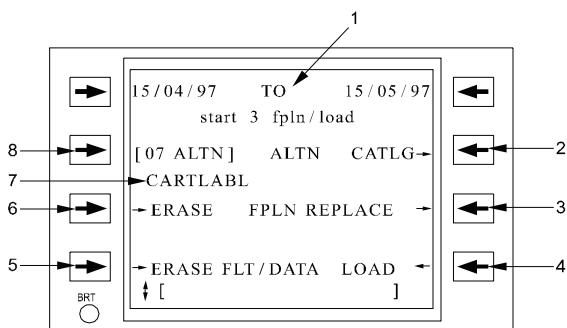 1
15/04/97 TO 15/05/97
start 3 fpln/load
8 [07 ALTN] ALTN CATLG→ 2
7 CARTLABL
6 →ERASE FPLN REPLACE → 3
5 →ERASE FLT/DATA LOAD ← 4
BRT [ ]